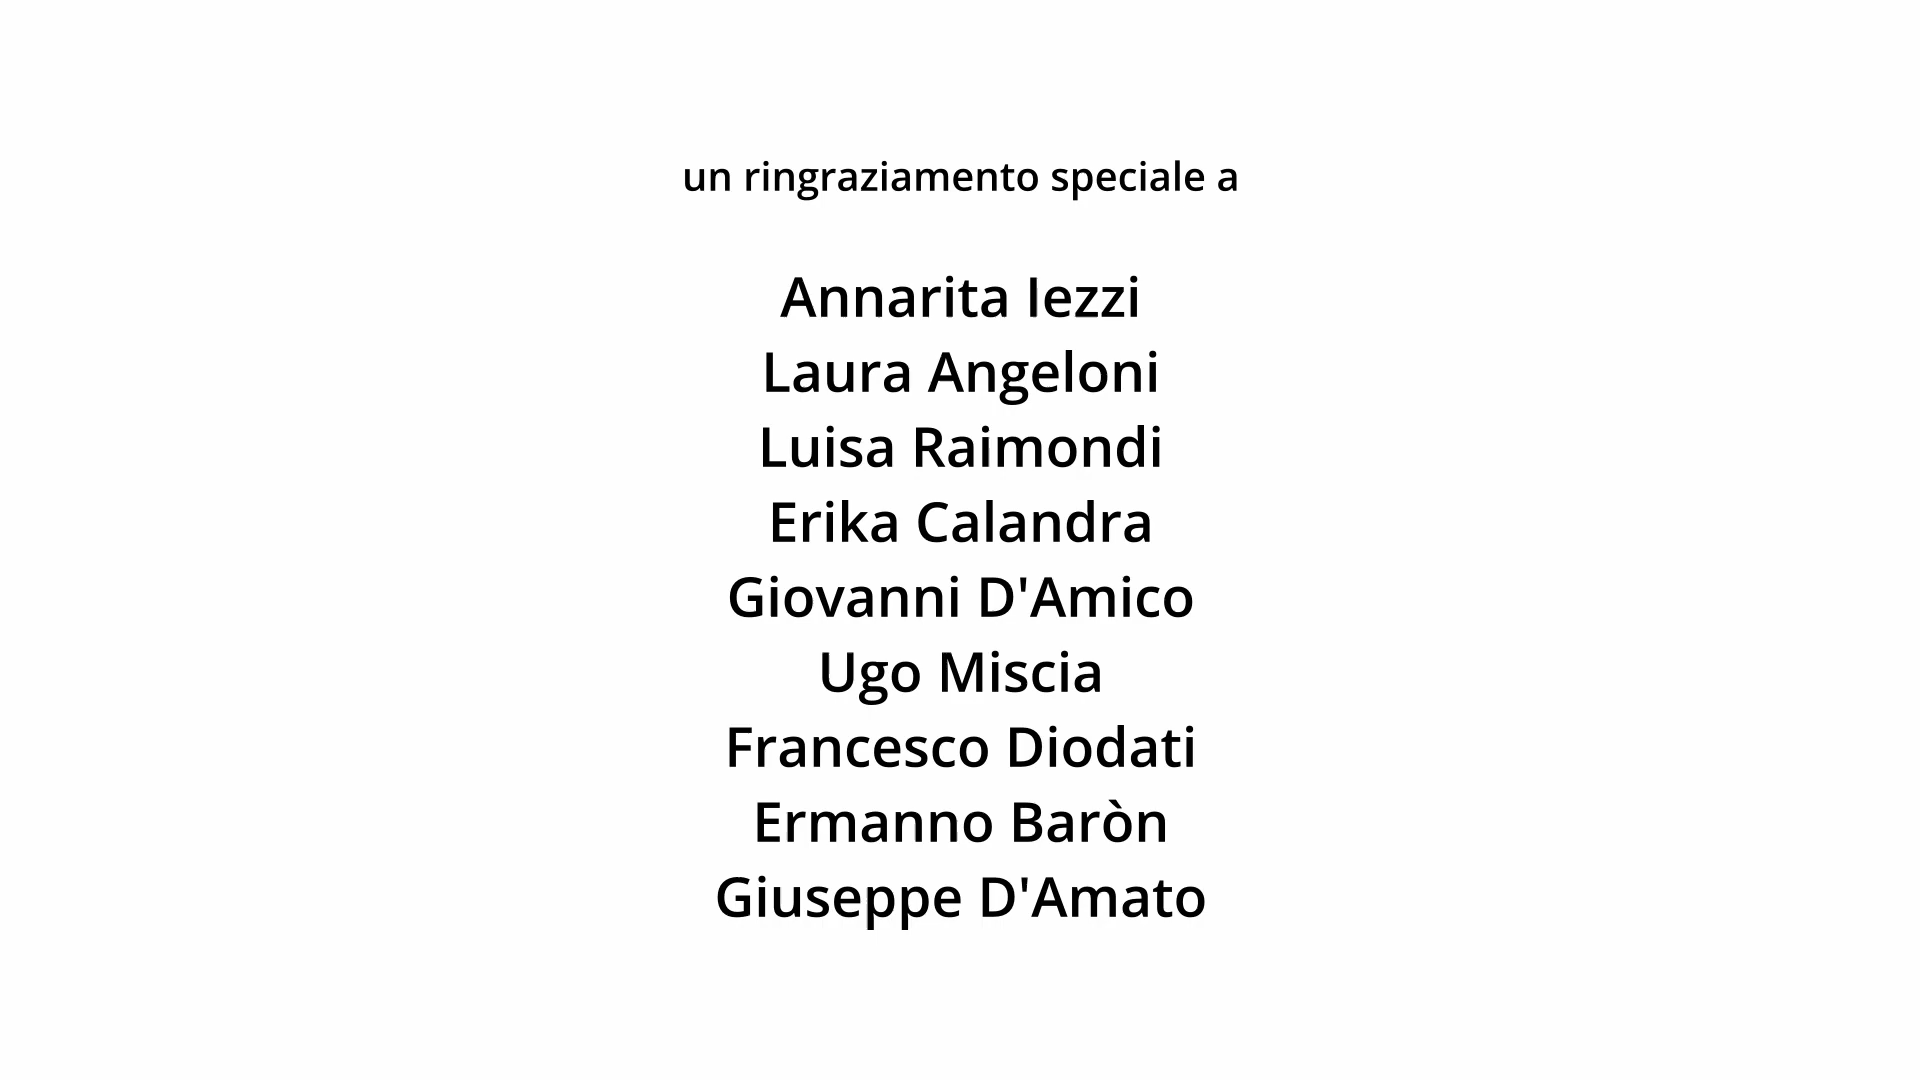 un ringraziamento speciale a
Annarita Iezzi
Laura Angeloni
Luisa Raimondi
Erika Calandra
Giovanni D'Amico
Ugo Miscia
Francesco Diodati
Ermanno Baròn
Giuseppe D'Amato